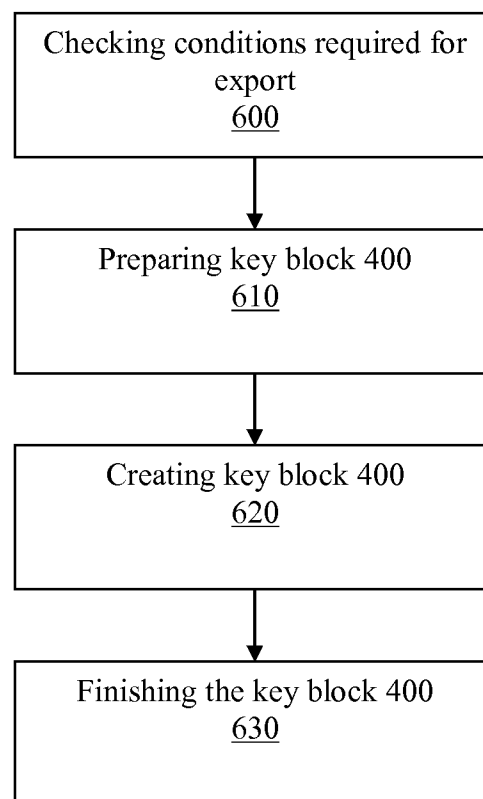 Checking conditions required for
export
600
Preparing key block 400
610
Creating key block 400
620
Finishing the key block 400
630